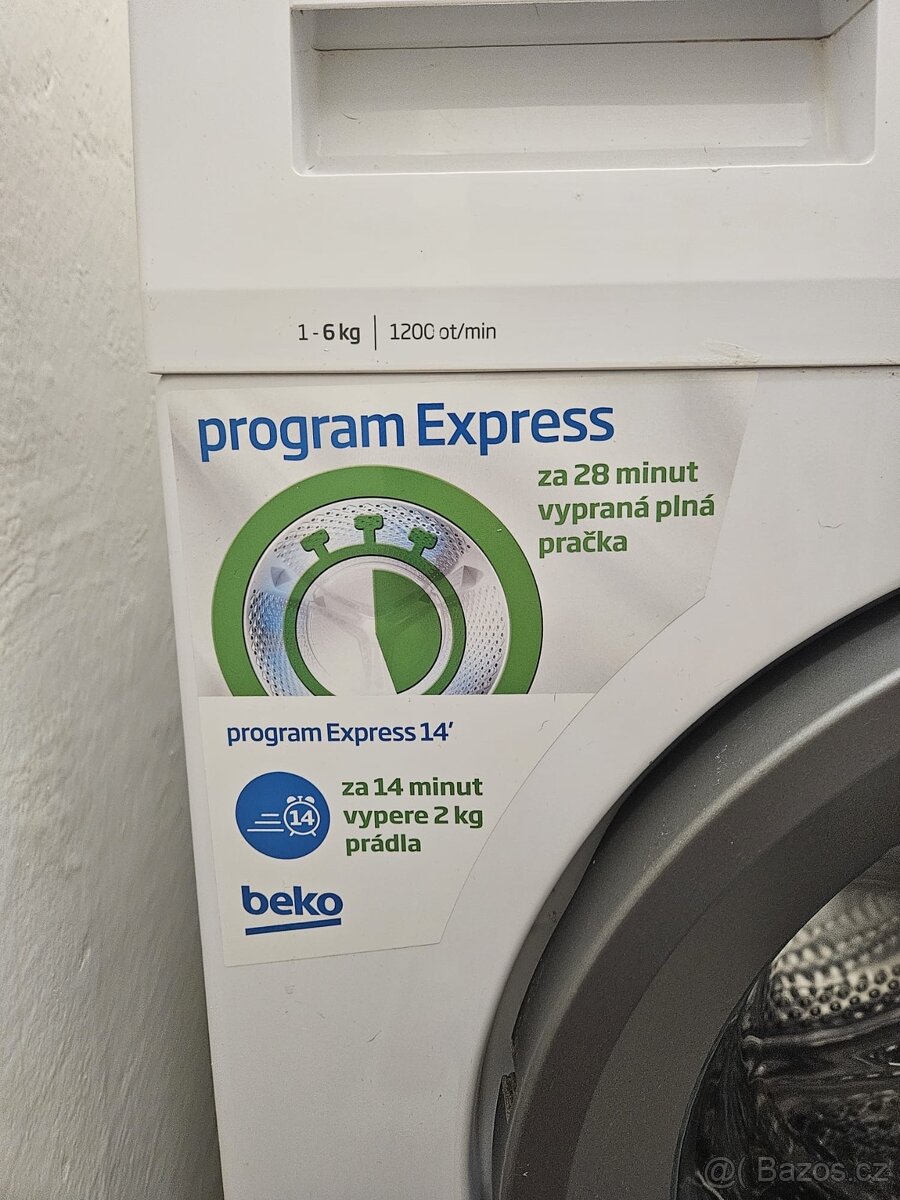 1 - 6 kg | 1200 ot/min
program Express
za 28 minut
vypraná plná
pračka
program Express 14’
14
za 14 minut
vypere 2 kg
prádla
beko
@( Bazos.cz